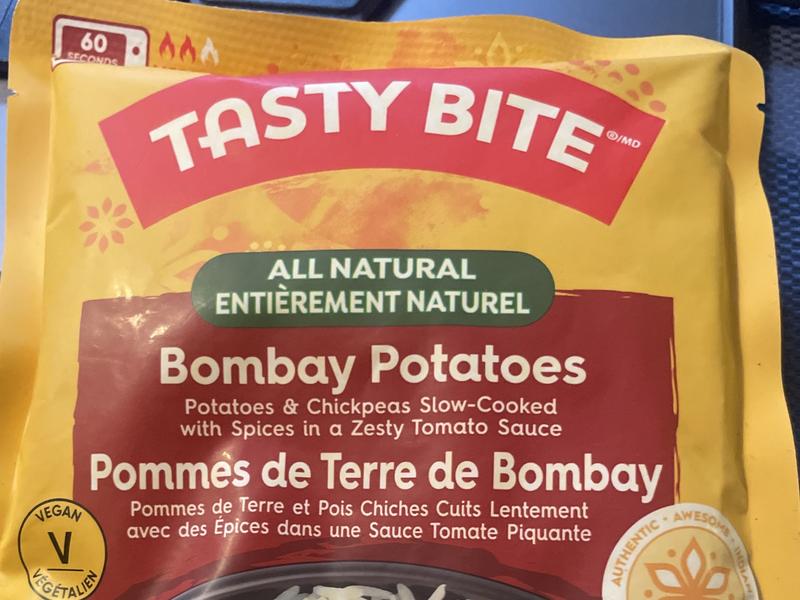 60
SECONDS
TASTY BITE ®/MD
ALL NATURAL
ENTIÈREMENT NATUREL
Bombay Potatoes
Potatoes & Chickpeas Slow-Cooked
with Spices in a Zesty Tomato Sauce
Pommes de Terre de Bombay
Pommes de Terre et Pois Chiches Cuits Lentement
avec des Épices dans une Sauce Tomate Piquante
VEGAN
V
VÉGÉTALIEN
AUTHENTIC • AWESOME • INDIAN